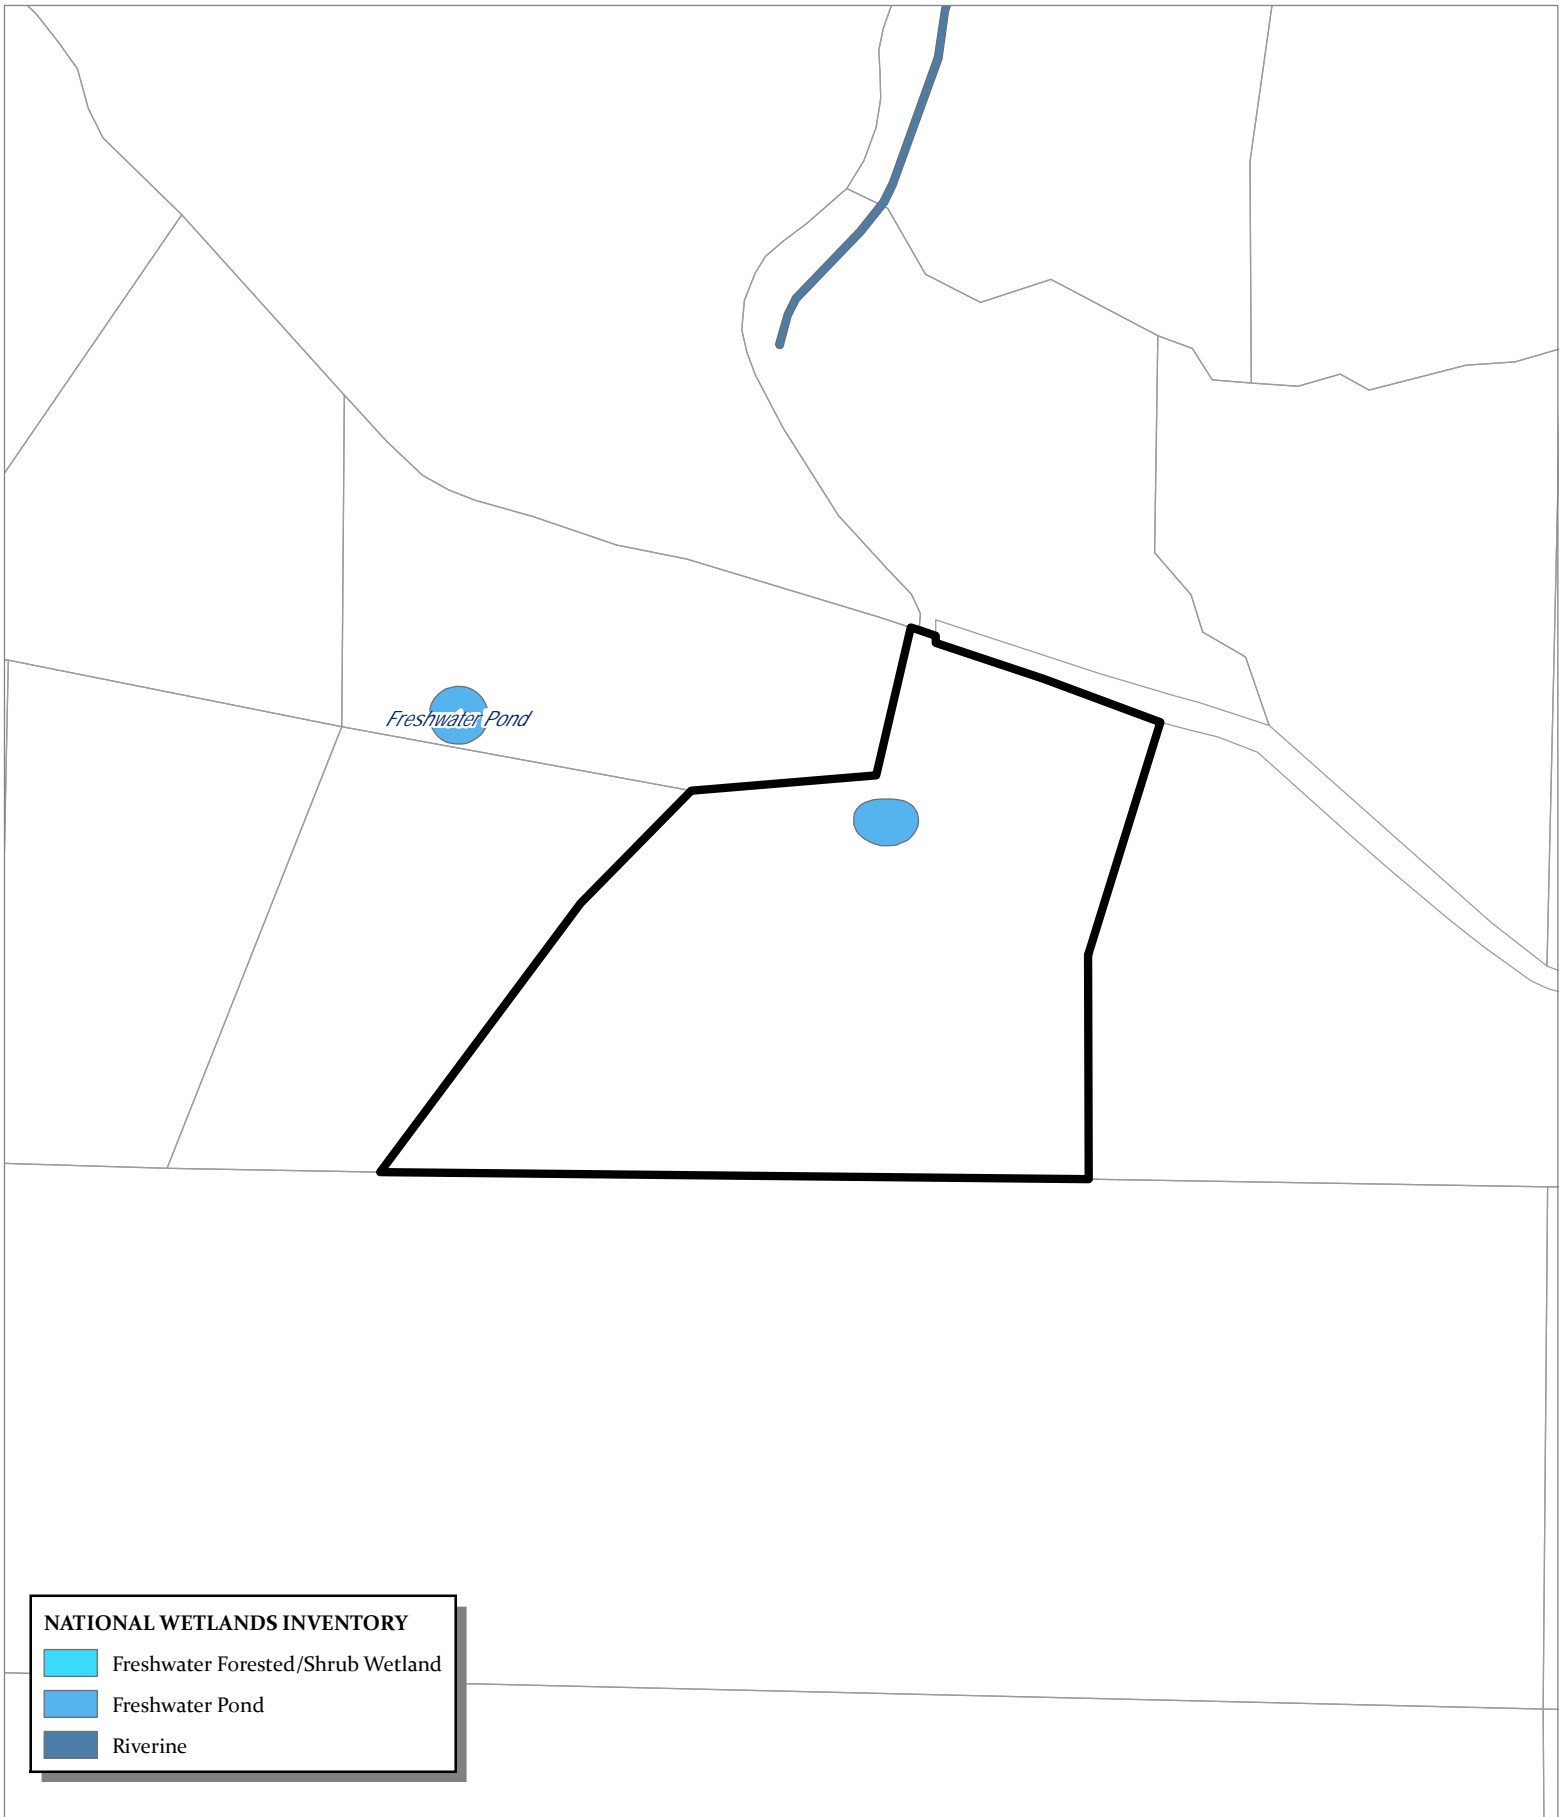 Freshwater Pond
NATIONAL WETLANDS INVENTORY
Freshwater Forested/Shrub Wetland
Freshwater Pond
Riverine